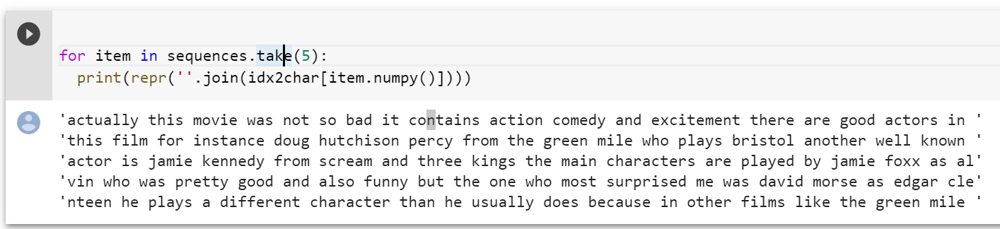 for item in sequences.take(5):
  print(repr(''.join(idx2char[item.numpy()])))
'actually this movie was not so bad it contains action comedy and excitement there are good actors in '
'this film for instance doug hutchison percy from the green mile who plays bristol another well known '
'actor is jamie kennedy from scream and three kings the main characters are played by jamie foxx as al'
'vin who was pretty good and also funny but the one who most surprised me was david morse as edgar cle'
'nteen he plays a different character than he usually does because in other films like the green mile '